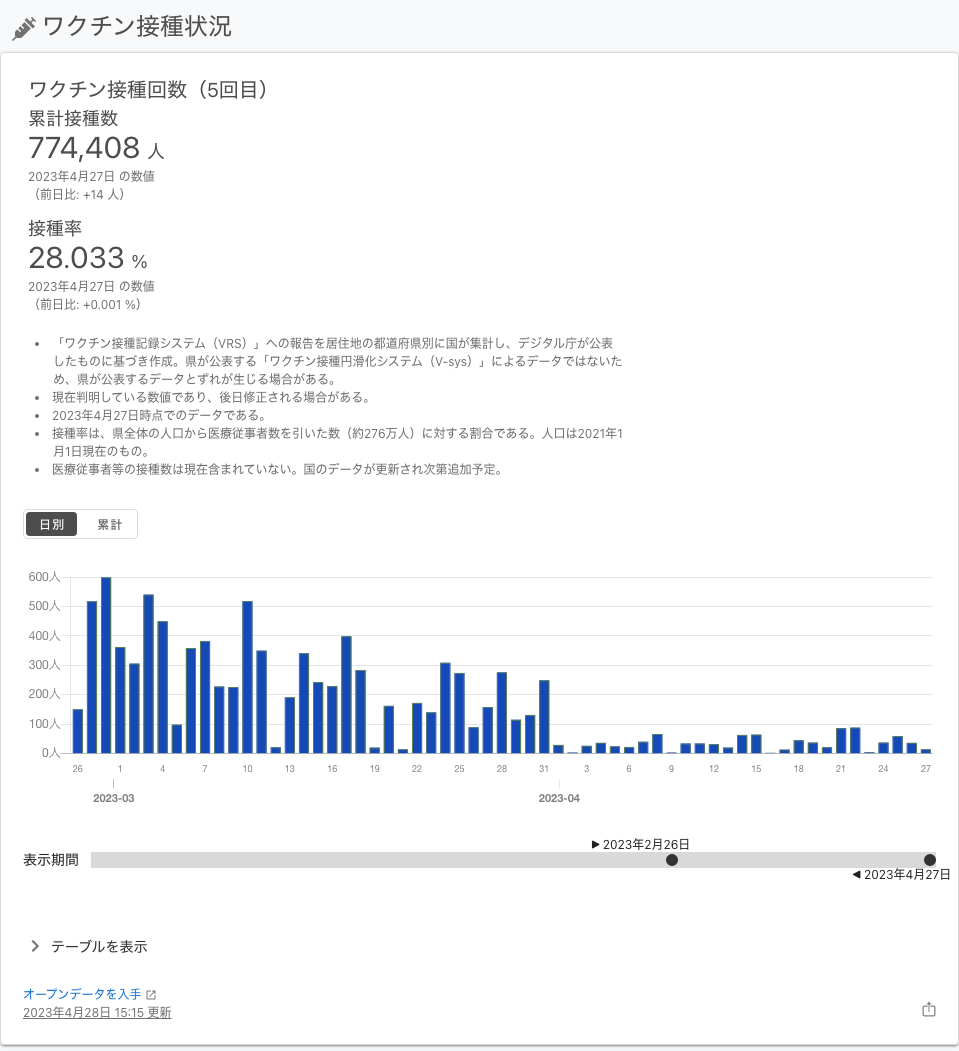 ワクチン接種状況
ワクチン接種回数（5回目）
累計接種数
774,408 人
2023年4月27日 の数値
（前日比: +14 人）
接種率
28.033 %
2023年4月27日 の数値
（前日比: +0.001 %）
「ワクチン接種記録システム（VRS）」への報告を居住地の都道府県別に国が集計し、デジタル庁が公表
したものに基づき作成。県が公表する「ワクチン接種円滑化システム（V-sys）」によるデータではないた
め、県が公表するデータとずれが生じる場合がある。
現在判明している数値であり、後日修正される場合がある。
2023年4月27日時点でのデータである。
接種率は、県全体の人口から医療従事者数を引いた数（約276万人）に対する割合である。人口は2021年1
月1日現在のもの。
医療従事者等の接種数は現在含まれていない。国のデータが更新され次第追加予定。
日別 累計
600人
500人
400人
300人
200人
100人
0人
26 1 4 7 10 13 16 19 22 25 28 31 3 6 9 12 15 18 21 24 27
2023-03 2023-04
2023年2月26日
表示期間
2023年4月27日
テーブルを表示
オープンデータを入手
2023年4月28日 15:15 更新